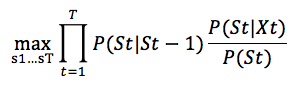 max s1...sT ∏ t=1 T P(St|St − 1) P(St|Xt) / P(St)